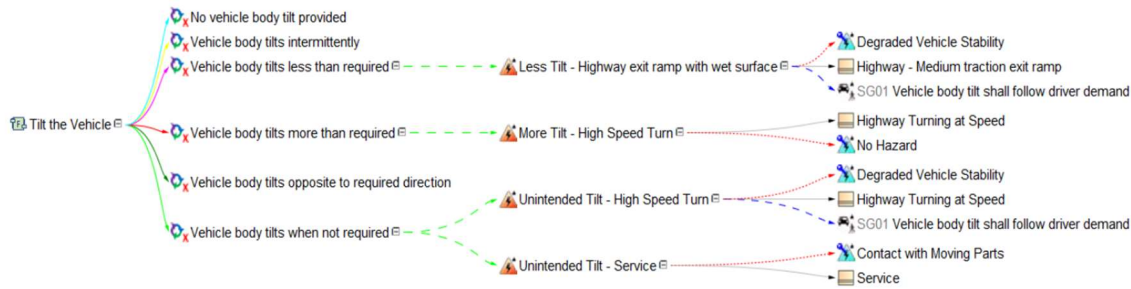 No vehicle body tilt provided
Vehicle body tilts intermittently
Vehicle body tilts less than required
Tilt the Vehicle
Vehicle body tilts more than required
Vehicle body tilts opposite to required direction
Vehicle body tilts when not required
Less Tilt - Highway exit ramp with wet surface
More Tilt - High Speed Turn
Unintended Tilt - High Speed Turn
Unintended Tilt - Service
Degraded Vehicle Stability
Highway - Medium traction exit ramp
SG01 Vehicle body tilt shall follow driver demand
Highway Turning at Speed
No Hazard
Degraded Vehicle Stability
Highway Turning at Speed
SG01 Vehicle body tilt shall follow driver demand
Contact with Moving Parts
Service